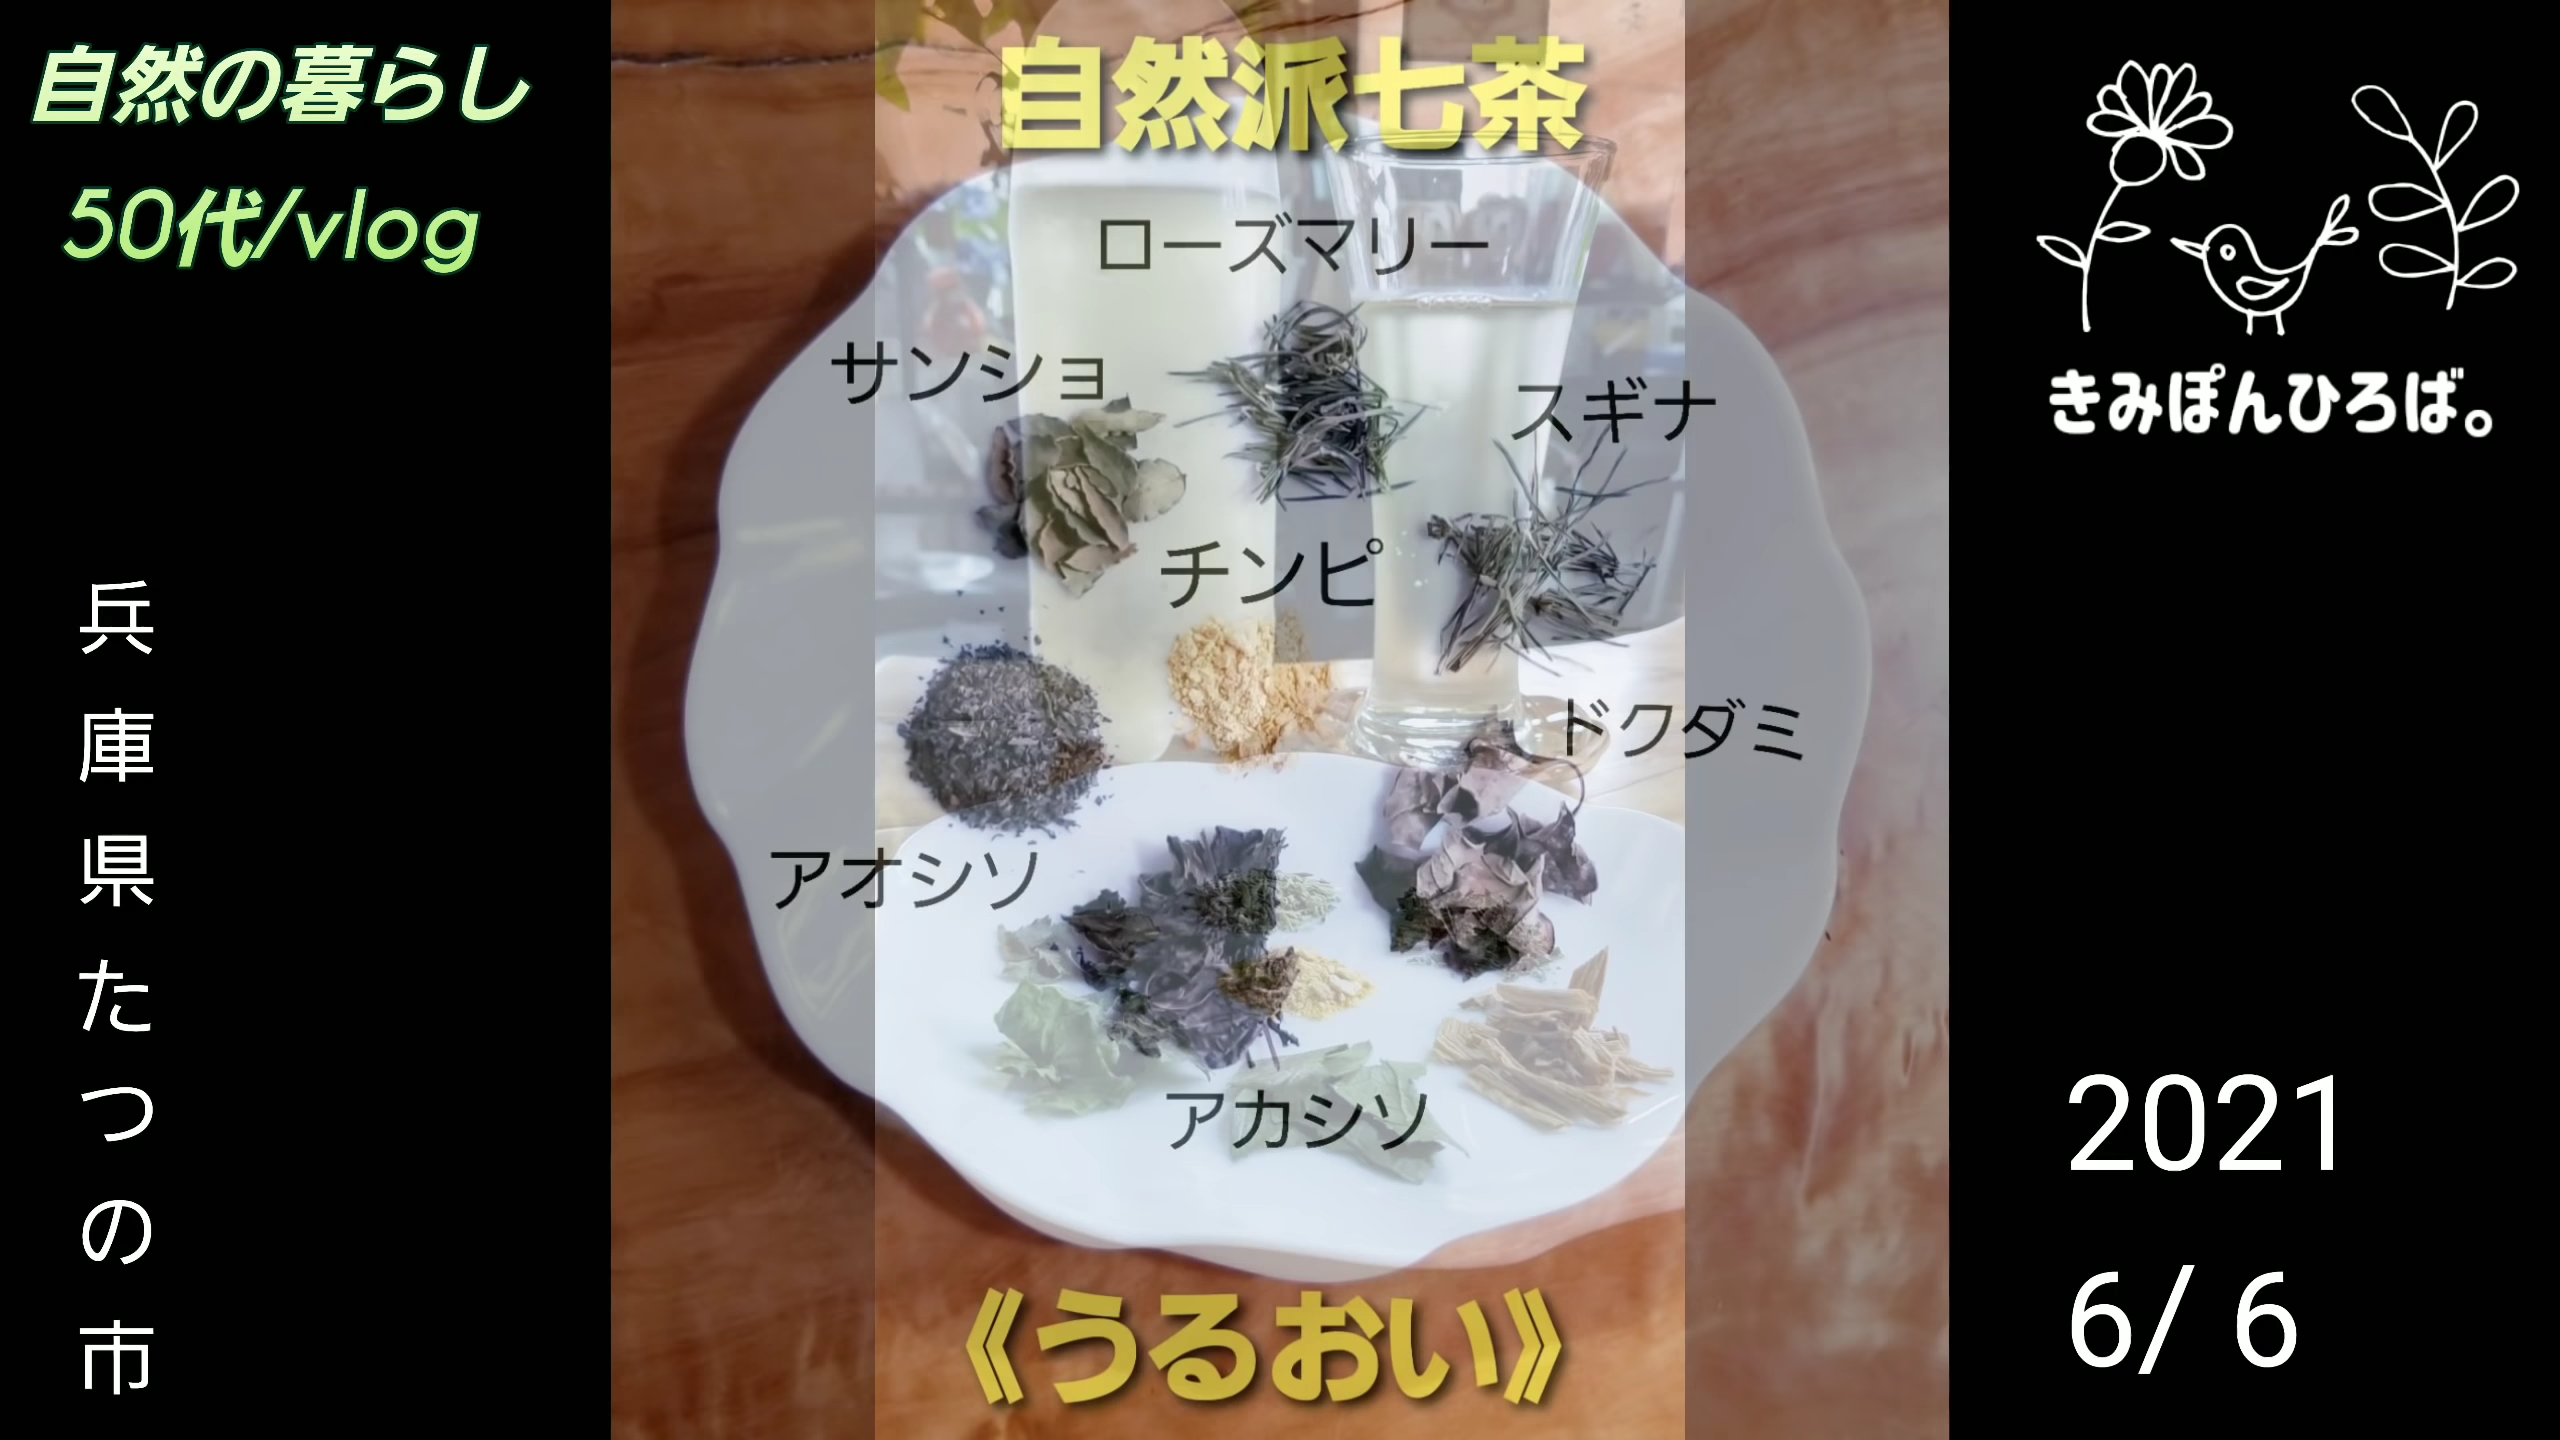 自然の暮らし
50代/vlog
兵庫県たつの市
自然派七茶
ローズマリー
サンショ
スギナ
チンピ
ドクダミ
アオシソ
アカシソ
《うるおい》
きみぽんひろば。
2021
6/ 6